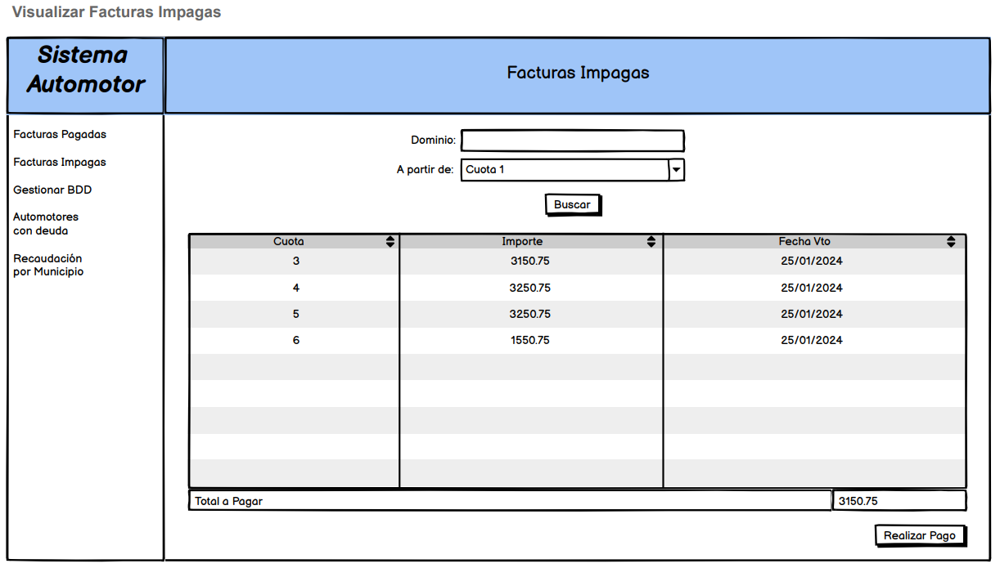 Visualizar Facturas Impagas
Sistema
Automotor
Facturas Impagas
Facturas Pagadas
Facturas Impagas
Gestionar BDD
Automotores
con deuda
Recaudación
por Municipio
Dominio:
A partir de: Cuota 1
Buscar
Cuota Importe Fecha Vto
3 3150.75 25/01/2024
4 3250.75 25/01/2024
5 3250.75 25/01/2024
6 1550.75 25/01/2024
Total a Pagar 3150.75
Realizar Pago